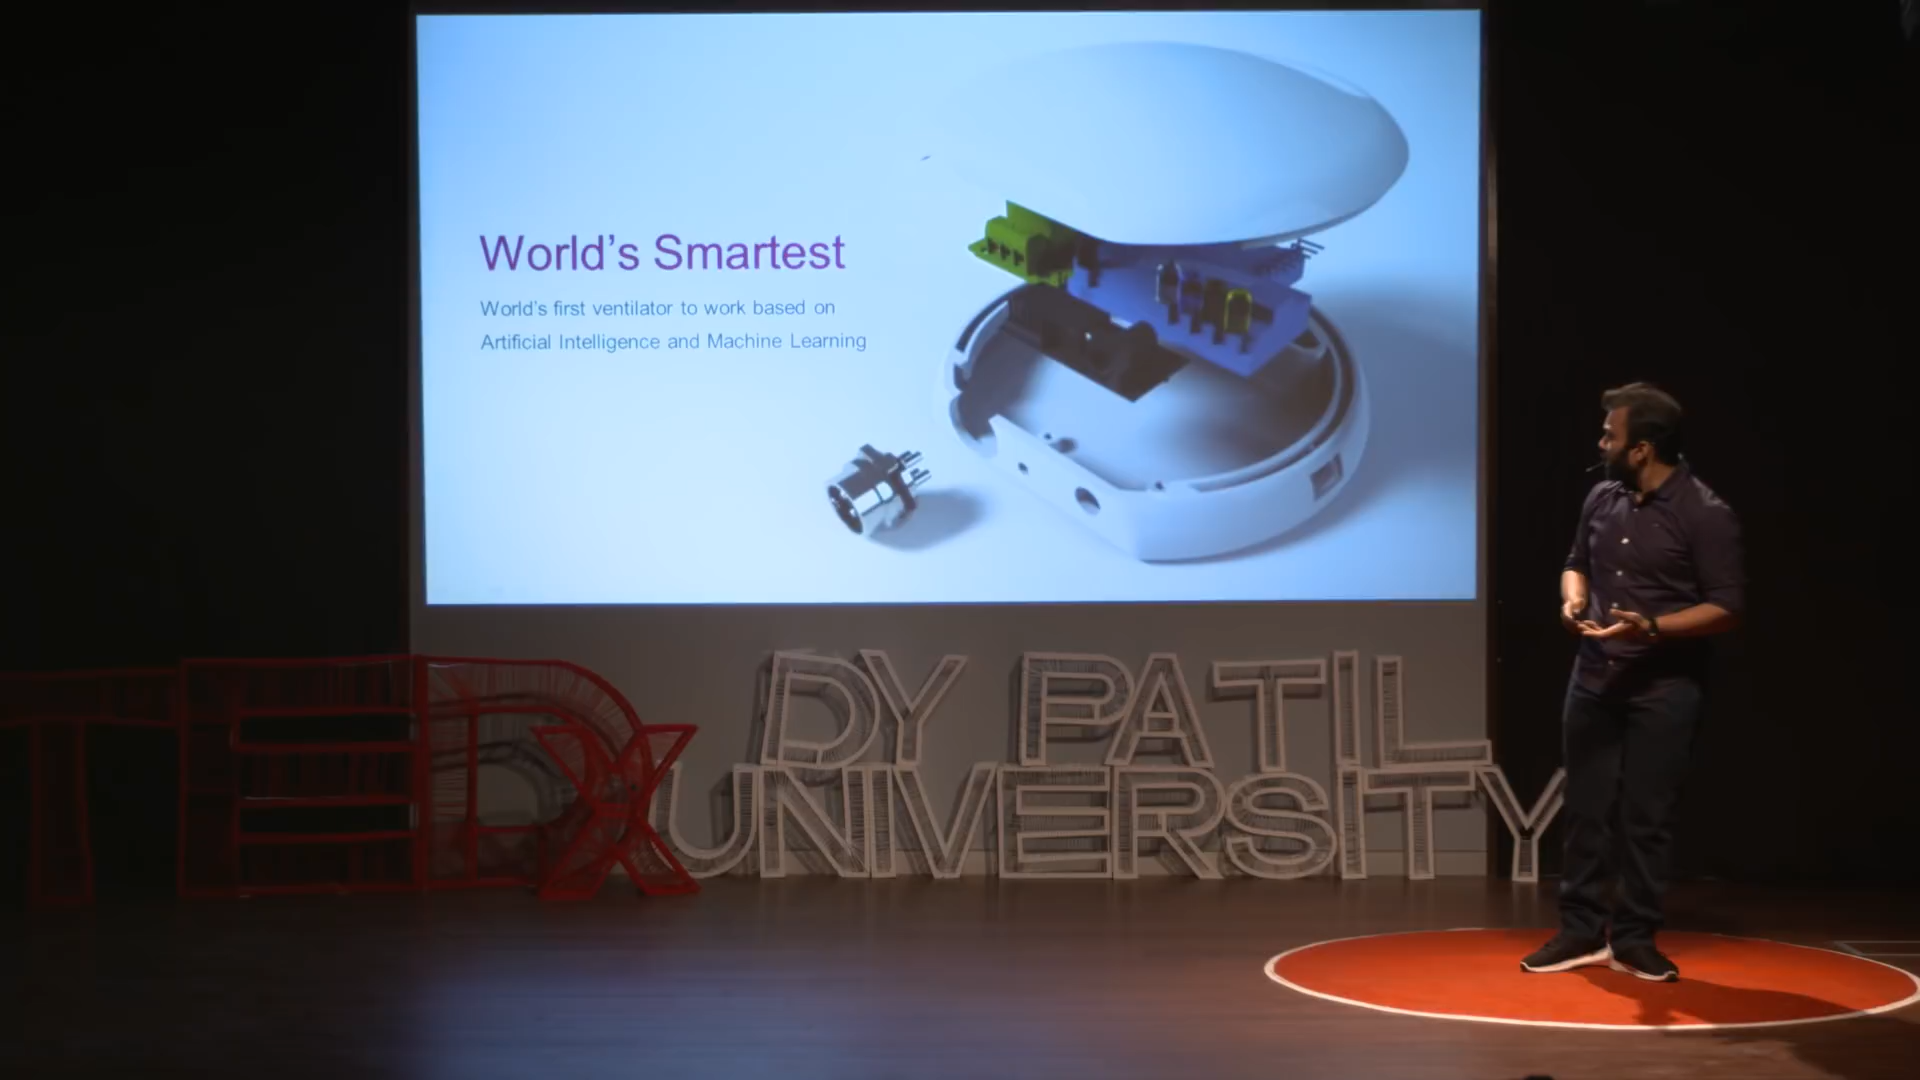 World's Smartest
World's first ventilator to work based on
Artificial Intelligence and Machine Learning
TEDx
DY PATIL
UNIVERSITY